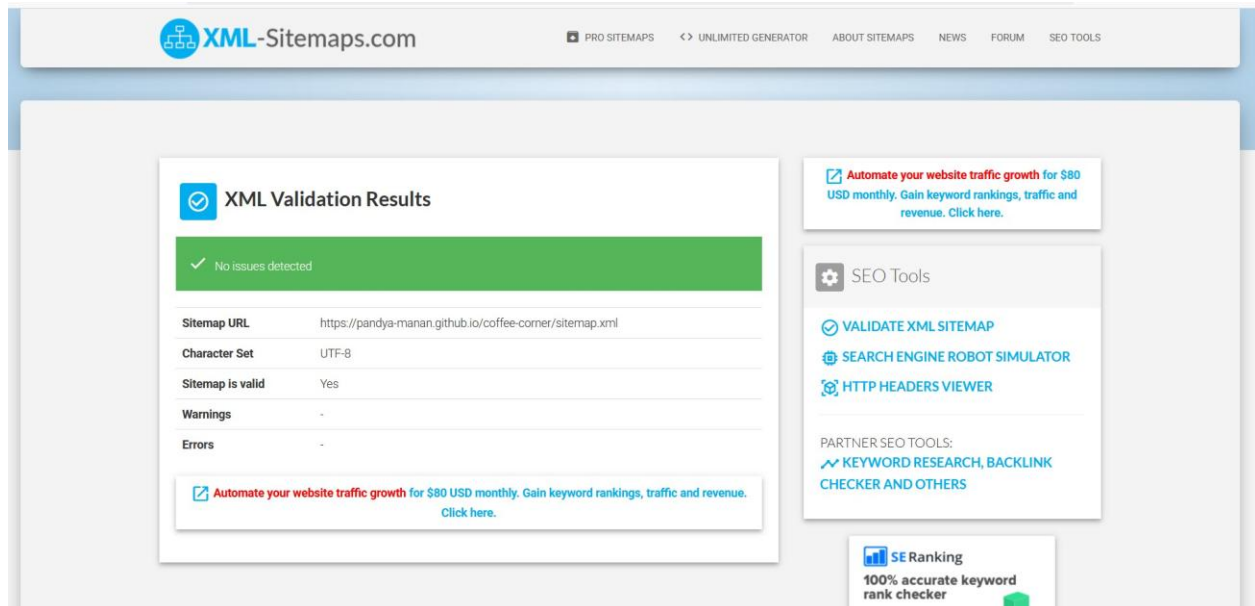 XML-Sitemaps.com
PRO SITEMAPS <> UNLIMITED GENERATOR ABOUT SITEMAPS NEWS FORUM SEO TOOLS
XML Validation Results
No issues detected
Sitemap URL https://pandya-manan.github.io/coffee-corner/sitemap.xml
Character Set UTF-8
Sitemap is valid Yes
Warnings -
Errors -
Automate your website traffic growth for $80 USD monthly. Gain keyword rankings, traffic and revenue.
Click here.
Automate your website traffic growth for $80
USD monthly. Gain keyword rankings, traffic and
revenue. Click here.
SEO Tools
VALIDATE XML SITEMAP
SEARCH ENGINE ROBOT SIMULATOR
HTTP HEADERS VIEWER
PARTNER SEO TOOLS:
KEYWORD RESEARCH, BACKLINK
CHECKER AND OTHERS
SE Ranking
100% accurate keyword
rank checker